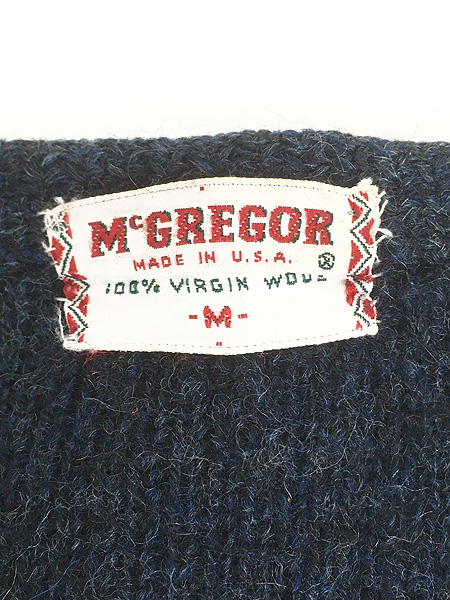 McGREGOR
MADE IN U.S.A. ®
100% VIRGIN WOOL
-M-